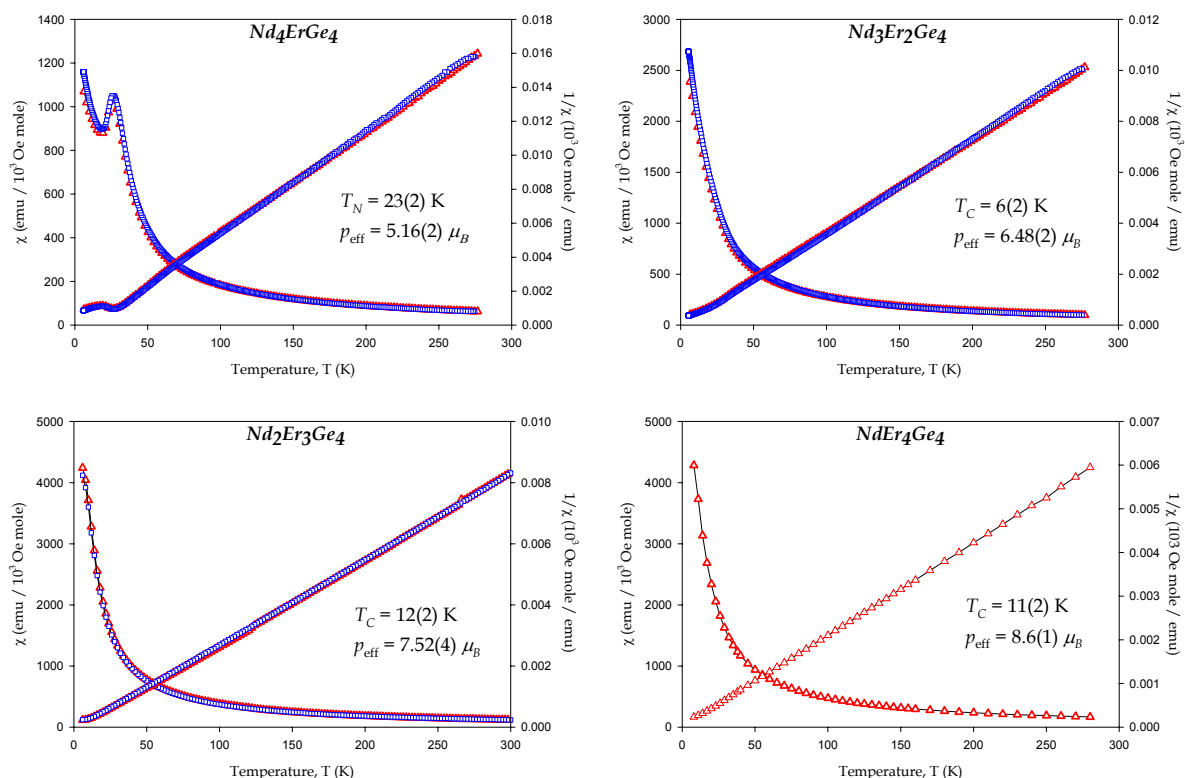 Nd4ErGe4
1400
1200
1000
800
600
400
200
0
χ (emu / 10³ Oe mole)
0.018
0.016
0.014
0.012
0.010
0.008
0.006
0.004
0.002
0.000
1/χ (10³ Oe mole / emu)
T_N = 23(2) K
p_eff = 5.16(2) μ_B
0 50 100 150 200 250 300
Temperature, T (K)
Nd3Er2Ge4
3000
2500
2000
1500
1000
500
0
χ (emu / 10³ Oe mole)
0.012
0.010
0.008
0.006
0.004
0.002
0.000
1/χ (10³ Oe mole / emu)
T_C = 6(2) K
p_eff = 6.48(2) μ_B
0 50 100 150 200 250 300
Temperature, T (K)
Nd2Er3Ge4
5000
4000
3000
2000
1000
0
χ (emu / 10³ Oe mole)
0.010
0.008
0.006
0.004
0.002
0.000
1/χ (10³ Oe mole / emu)
T_C = 12(2) K
p_eff = 7.52(4) μ_B
0 50 100 150 200 250 300
Temperature, T (K)
NdEr4Ge4
5000
4000
3000
2000
1000
0
χ (emu / 10³ Oe mole)
0.007
0.006
0.005
0.004
0.003
0.002
0.001
0.000
1/χ (103 Oe mole / emu)
T_C = 11(2) K
p_eff = 8.6(1) μ_B
0 50 100 150 200 250 300
Temperature, T (K)